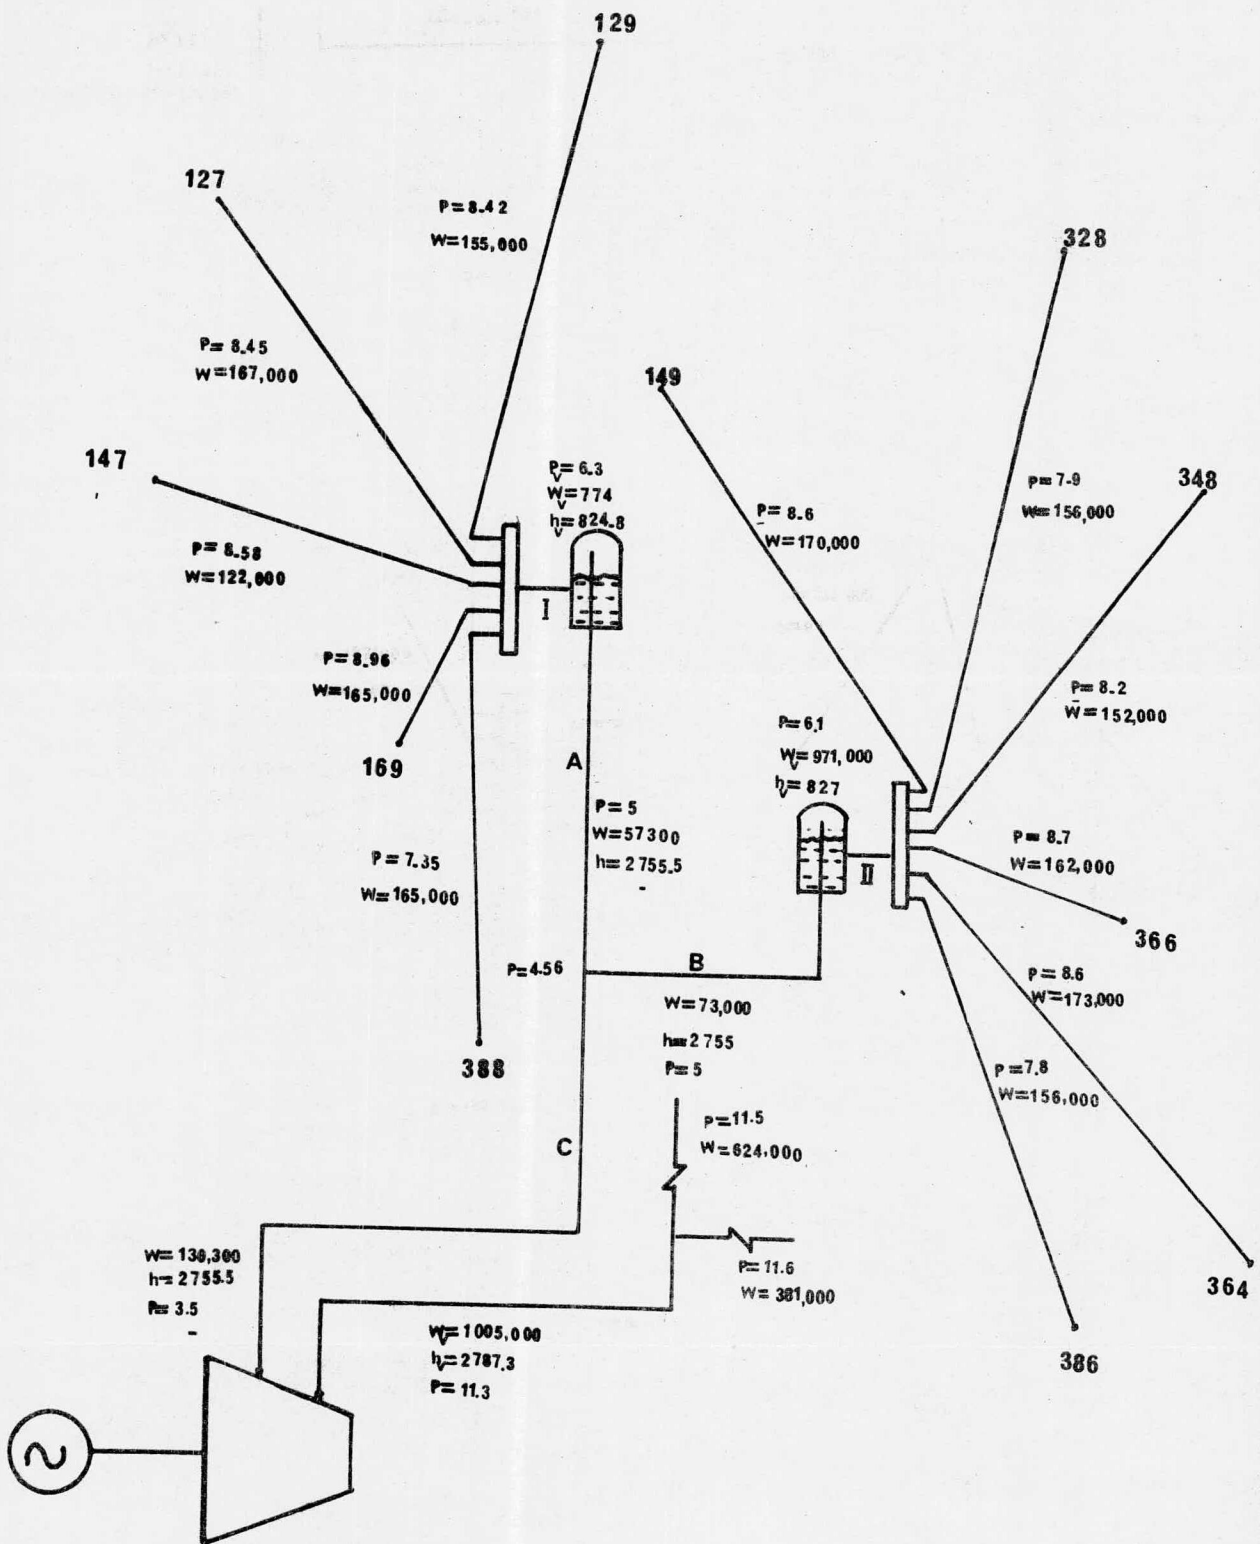 129
127
P=8.42
W=155,000
328
P=8.45
W=167,000
149
147
P=6.3
v
W=774
v
h=824.8
v
P=7.9
W=156,000
348
P=8.6
W=170,000
P=8.58
W=122,000
I
P=8.96
W=165,000
P=8.2
W=152,000
169
A
P=6.1
W=971,000
v
h=827
v
P=5
W=57300
h=2755.5
P=7.35
W=165,000
II
P=8.7
W=162,000
366
P=4.56
B
W=73,000
h=2755
P=5
P=8.6
W=173,000
388
P=7.8
W=156,000
C
P=11.5
W=624,000
W=130,300
h=2755.5
P=3.5
P=11.6
W=381,000
364
W=1005,000
v
h=2787.3
v
P=11.3
386